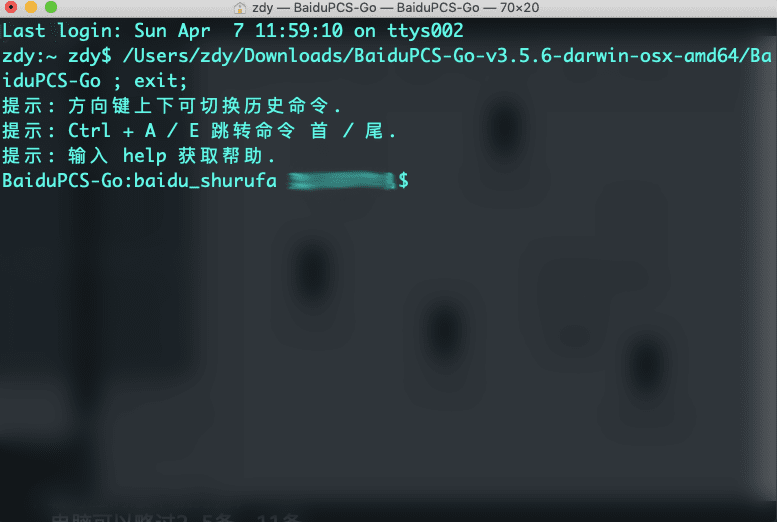 zdy — BaiduPCS-Go — BaiduPCS-Go — 70×20
Last login: Sun Apr  7 11:59:10 on ttys002
zdy:~ zdy$ /Users/zdy/Downloads/BaiduPCS-Go-v3.5.6-darwin-osx-amd64/Ba
iduPCS-Go ; exit;
提示: 方向键上下可切换历史命令.
提示: Ctrl + A / E 跳转命令 首 / 尾.
提示: 输入 help 获取帮助.
BaiduPCS-Go:baidu_shurufa $